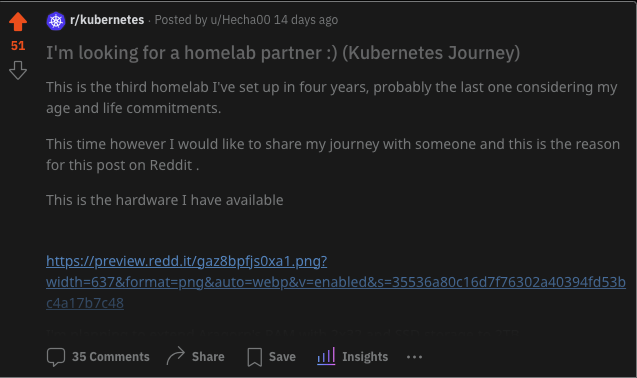 r/kubernetes · Posted by u/Hecha00 14 days ago
51
I'm looking for a homelab partner :) (Kubernetes Journey)
This is the third homelab I've set up in four years, probably the last one considering my
age and life commitments.
This time however I would like to share my journey with someone and this is the reason
for this post on Reddit .
This is the hardware I have available
https://preview.redd.it/gaz8bpfjs0xa1.png?
width=637&format=png&auto=webp&v=enabled&s=35536a80c16d7f76302a40394fd53b
c4a17b7c48
35 Comments Share Save Insights